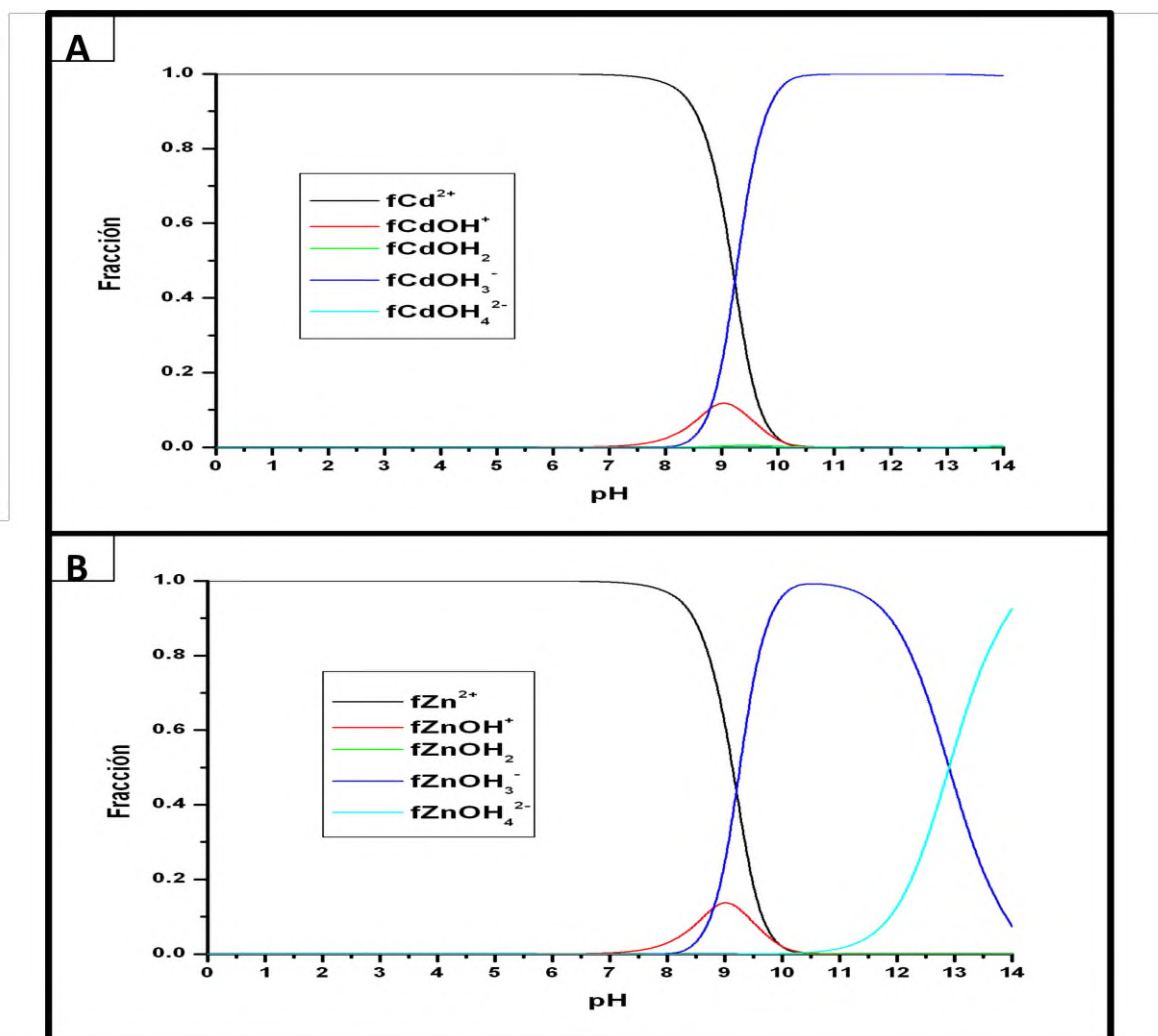 A
1.0
0.8
0.6
0.4
0.2
0.0
Fracción
fCd²⁺
fCdOH⁺
fCdOH₂
fCdOH₃⁻
fCdOH₄²⁻
0 1 2 3 4 5 6 7 8 9 10 11 12 13 14
pH
B
1.0
0.8
0.6
0.4
0.2
0.0
Fracción
fZn²⁺
fZnOH⁺
fZnOH₂
fZnOH₃⁻
fZnOH₄²⁻
0 1 2 3 4 5 6 7 8 9 10 11 12 13 14
pH